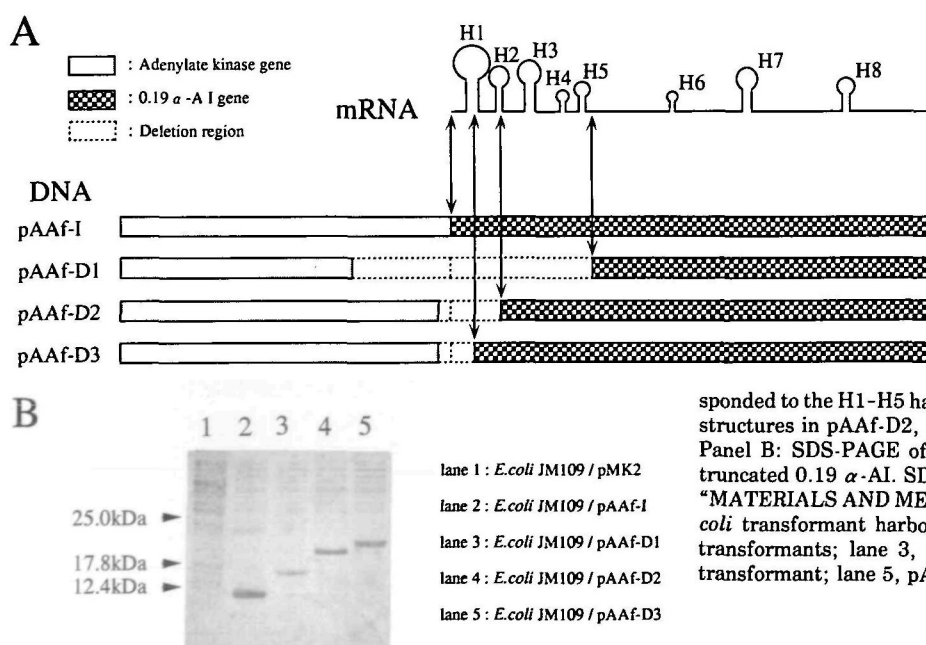 A
: Adenylate kinase gene
: 0.19 α-A I gene
: Deletion region
mRNA
H1
H2
H3
H4
H5
H6
H7
H8
DNA
pAAf-I
pAAf-D1
pAAf-D2
pAAf-D3
B
1 2 3 4 5
25.0kDa
17.8kDa
12.4kDa
lane 1 : E.coli JM109 / pMK2
lane 2 : E.coli JM109 / pAAf-I
lane 3 : E.coli JM109 / pAAf-D1
lane 4 : E.coli JM109 / pAAf-D2
lane 5 : E.coli JM109 / pAAf-D3
sponded to the H1-H5 ha
structures in pAAf-D2,
Panel B: SDS-PAGE of
truncated 0.19 α-AI. SD
"MATERIALS AND ME
coli transformant harbo
transformants; lane 3,
transformant; lane 5, pA